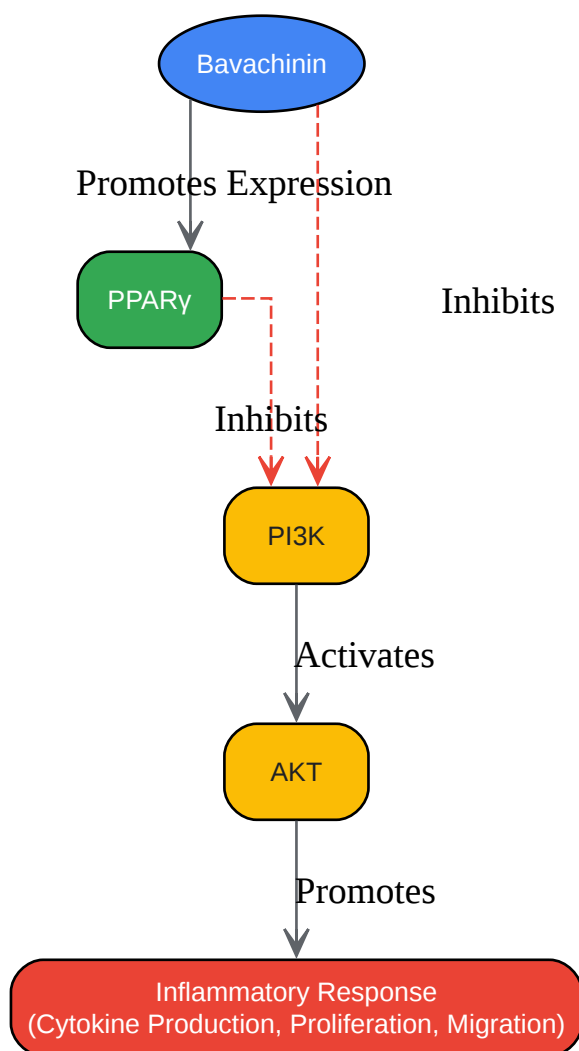 Bavachinin
Promotes Expression
PPARγ
Inhibits
Inhibits
PI3K
Activates
AKT
Promotes
Inflammatory Response
(Cytokine Production, Proliferation, Migration)